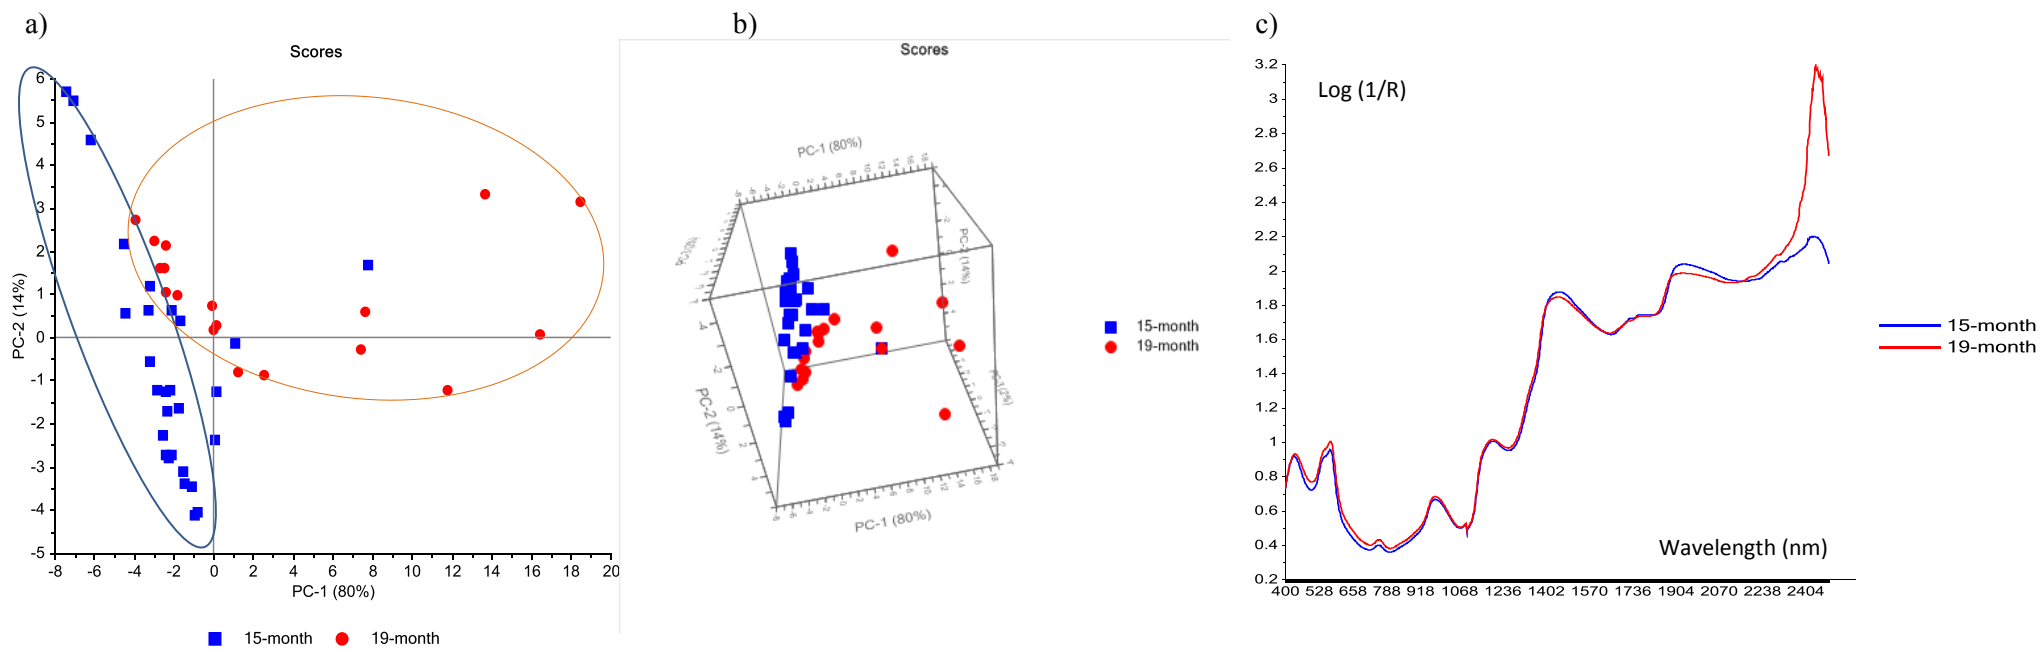 a)
Scores
6
5
4
3
2
1
0
-1
-2
-3
-4
-5
PC-2 (14%)
-8 -6 -4 -2 0 2 4 6 8 10 12 14 16 18 20
PC-1 (80%)
15-month 19-month
b)
Scores
PC-1 (80%)
PC-2 (14%)
PC-2 (14%)
PC-1 (80%)
15-month
19-month
c)
3.2
3
2.8
2.6
2.4
2.2
2
1.8
1.6
1.4
1.2
1
0.8
0.6
0.4
0.2
Log (1/R)
Wavelength (nm)
400 528 658 788 918 1068 1236 1402 1570 1736 1904 2070 2238 2404
15-month
19-month